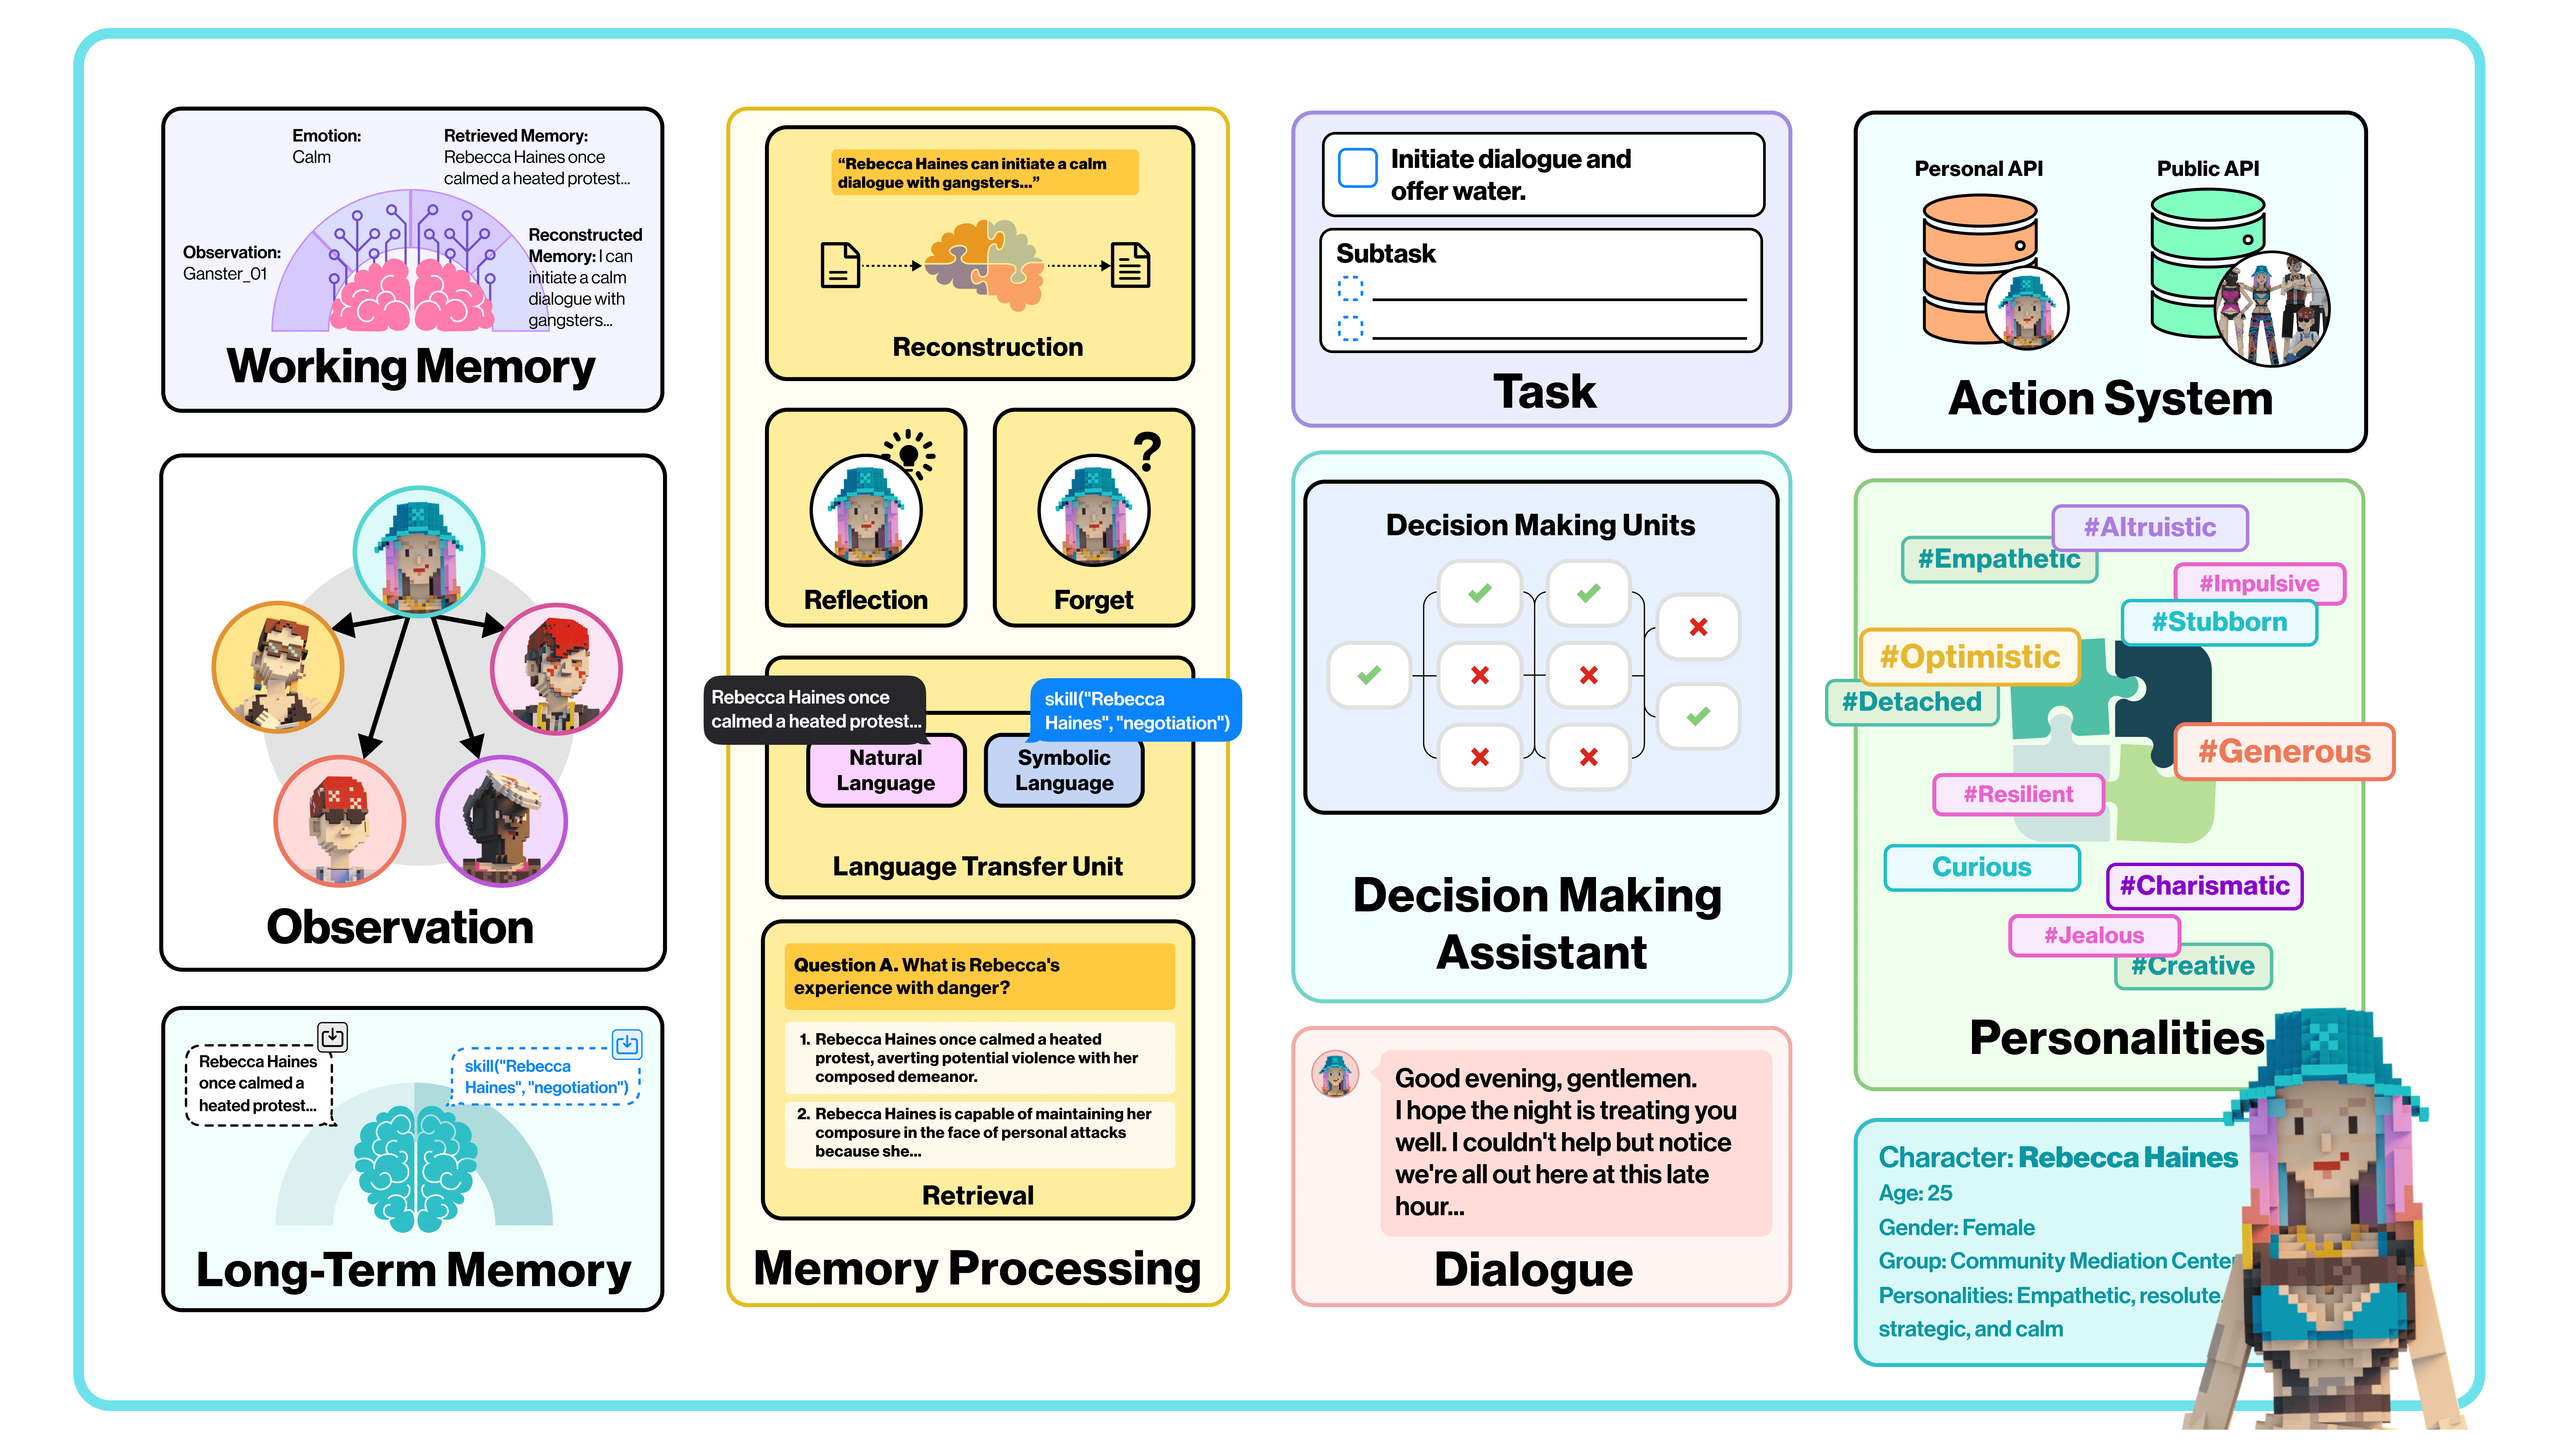 Emotion:
Calm
Retrieved Memory:
Rebecca Haines once
calmed a heated protest...
Observation:
Ganster_01
Reconstructed
Memory: I can
initiate a calm
dialogue with
gangsters...
Working Memory
Observation
Rebecca Haines
once calmed a
heated protest...
skill("Rebecca
Haines", "negotiation")
Long-Term Memory
“Rebecca Haines can initiate a calm
dialogue with gangsters...”
Reconstruction
?
Reflection
Forget
Rebecca Haines once
calmed a heated protest...
skill("Rebecca
Haines", "negotiation")
Natural
Language
Symbolic
Language
Language Transfer Unit
Question A. What is Rebecca's
experience with danger?
1. Rebecca Haines once calmed a heated
protest, averting potential violence with her
composed demeanor.
2. Rebecca Haines is capable of maintaining her
composure in the face of personal attacks
because she...
Retrieval
Memory Processing
Initiate dialogue and
offer water.
Subtask
Task
Decision Making Units
Decision Making
Assistant
Good evening, gentlemen.
I hope the night is treating you
well. I couldn't help but notice
we're all out here at this late
hour...
Dialogue
Personal API
Public API
Action System
#Altruistic
#Empathetic
#Impulsive
#Stubborn
#Optimistic
#Detached
#Generous
#Resilient
Curious
#Charismatic
#Jealous
#Creative
Personalities
Character: Rebecca Haines
Age: 25
Gender: Female
Group: Community Mediation Center
Personalities: Empathetic, resolute,
strategic, and calm